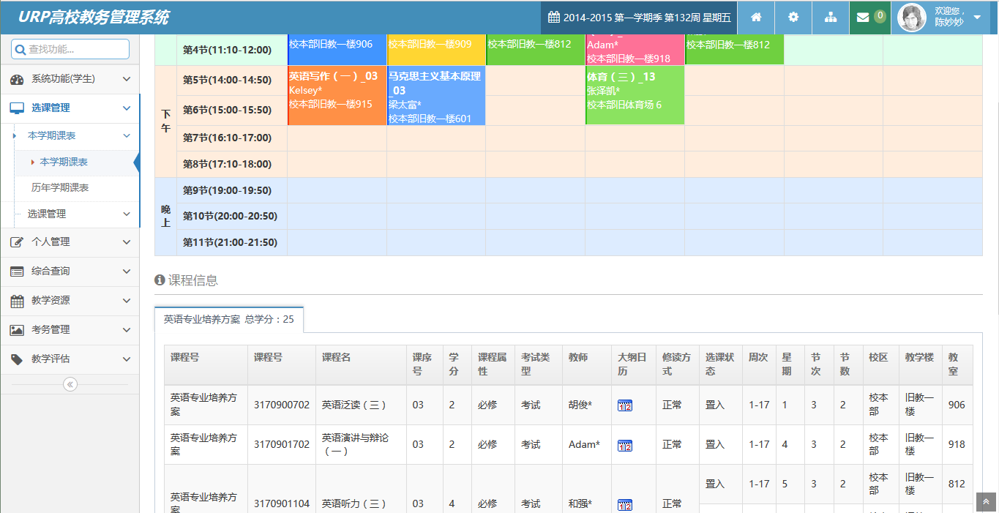 URP高校教务管理系统
2014-2015 第一学期季 第132周 星期五
0
欢迎您，
陈妙妙
查找功能...
系统功能(学生)
选课管理
本学期课表
本学期课表
历年学期课表
选课管理
个人管理
综合查询
教学资源
考务管理
教学评估
第4节(11:10-12:00)
校本部旧教一楼906
校本部旧教一楼909
校本部旧教一楼812
Adam*
校本部旧教一楼918
校本部旧教一楼812
下午
第5节(14:00-14:50)
英语写作（一）_03
Kelsey*
校本部旧教一楼915
马克思主义基本原理
_03
梁太富*
校本部旧教一楼601
体育（三）_13
张泽凯*
校本部旧体育场 6
第6节(15:00-15:50)
第7节(16:10-17:00)
第8节(17:10-18:00)
晚上
第9节(19:00-19:50)
第10节(20:00-20:50)
第11节(21:00-21:50)
课程信息
英语专业培养方案 总学分：25
课程号 课程号 课程名 课序号 学分 课程属性 考试类型 教师 大纲日历 修读方式 选课状态 周次 星期 节次 节数 校区 教学楼 教室
英语专业培养方案 3170900702 英语泛读（三） 03 2 必修 考试 胡俊* 正常 置入 1-17 1 3 2 校本部 旧教一楼 906
英语专业培养方案 3170901702 英语演讲与辩论（一） 03 2 必修 考试 Adam* 正常 置入 1-17 4 3 2 校本部 旧教一楼 918
英语专业培养方案 3170901104 英语听力（三） 03 4 必修 考试 和强* 正常 置入 1-17 5 3 2 校本部 旧教一楼 812